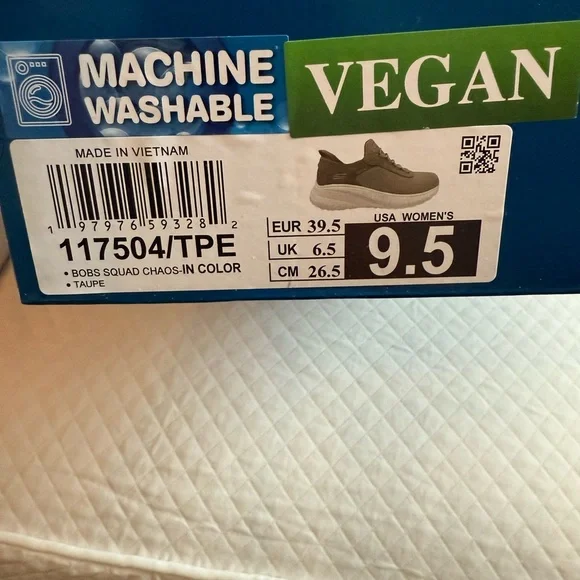 MACHINE
WASHABLE
VEGAN
MADE IN VIETNAM
1 97976 59328 2
117504/TPE
• BOBS SQUAD CHAOS-IN COLOR
• TAUPE
EUR 39.5
UK 6.5
CM 26.5
USA WOMEN'S
9.5